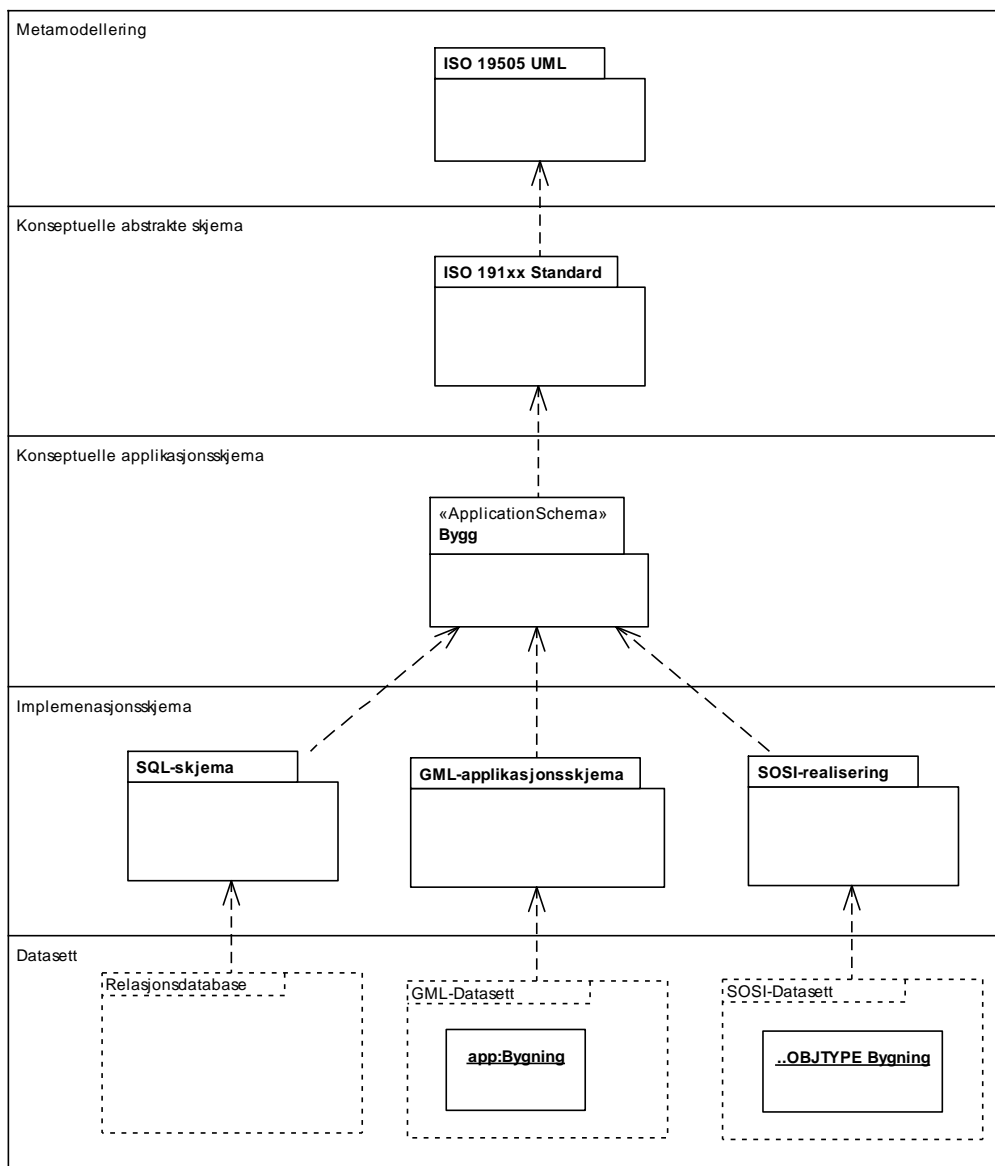 Metamodellering
ISO 19505 UML
Konseptuelle abstrakte skjema
ISO 191xx Standard
Konseptuelle applikasjonsskjema
«ApplicationSchema»
Bygg
Implemenasjonsskjema
SQL-skjema
GML-applikasjonsskjema
SOSI-realisering
Datasett
Relasjonsdatabase
GML-Datasett
SOSI-Datasett
app:Bygning
..OBJTYPE Bygning